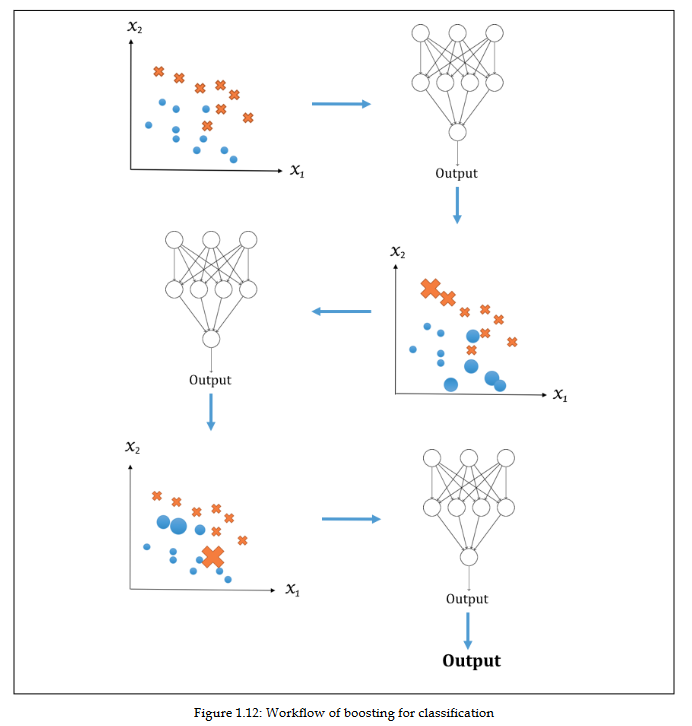 x₂
x₁
Output
x₂
Output
x₁
x₂
x₁
Output
Output
Figure 1.12: Workflow of boosting for classification